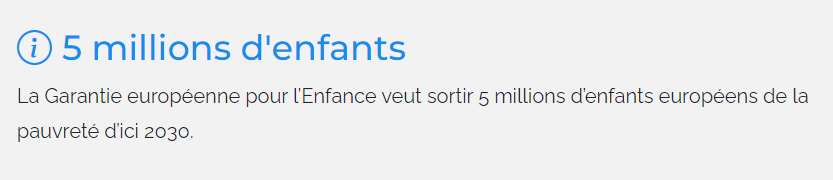 5 millions d'enfants
La Garantie européenne pour l’Enfance veut sortir 5 millions d’enfants européens de la
pauvreté d’ici 2030.